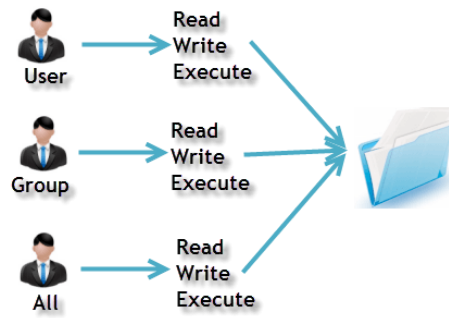 Read
Write
Execute
User
Read
Write
Execute
Group
Read
Write
Execute
All